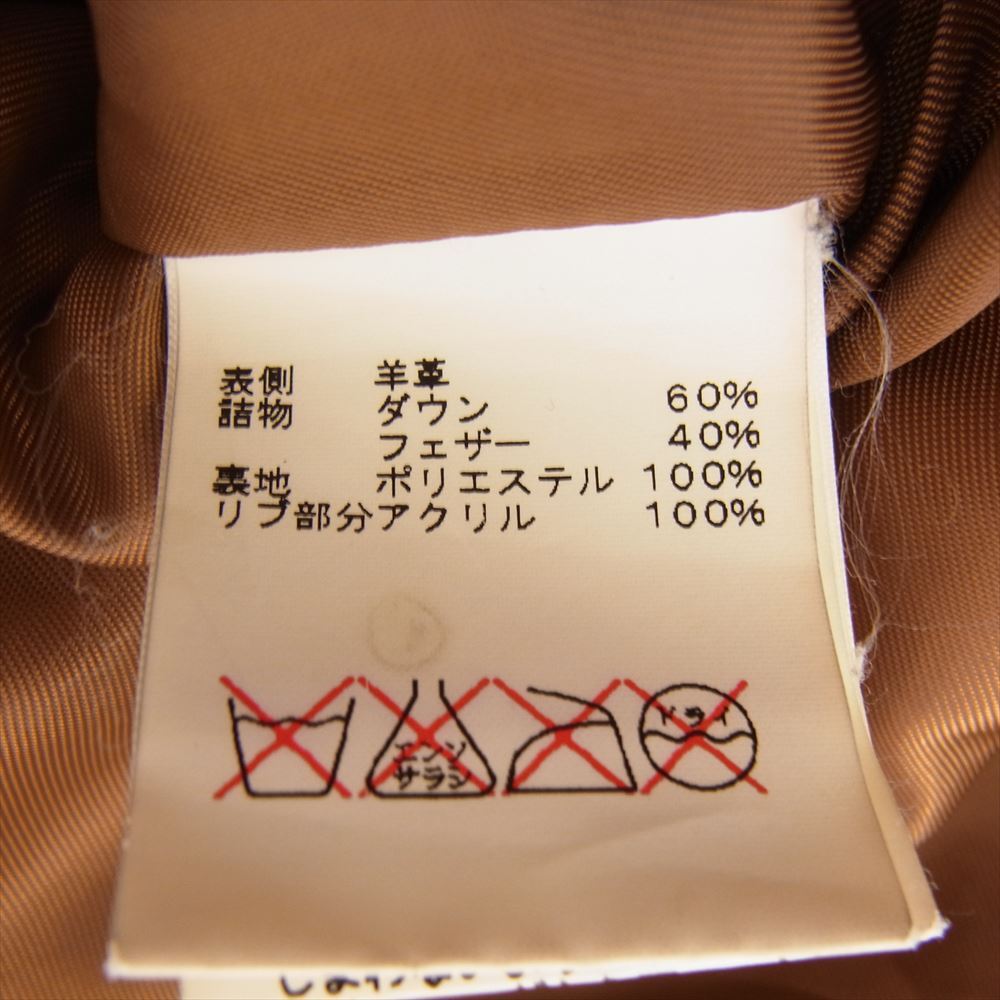 表側 羊革
詰物 ダウン 60%
フェザー 40%
裏地 ポリエステル 100%
リブ部分アクリル 100%
エンソ
サラシ
ドライ